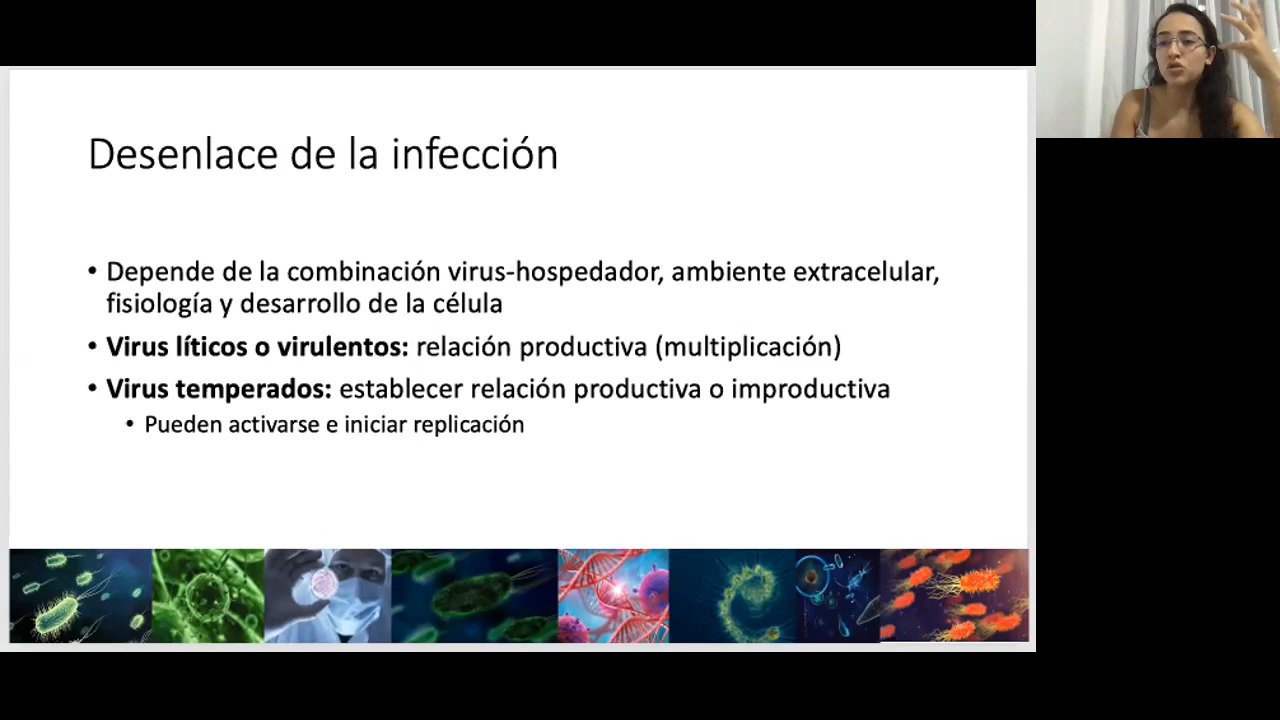 Desenlace de la infección
• Depende de la combinación virus-hospedador, ambiente extracelular,
fisiología y desarrollo de la célula
• Virus líticos o virulentos: relación productiva (multiplicación)
• Virus temperados: establecer relación productiva o improductiva
• Pueden activarse e iniciar replicación